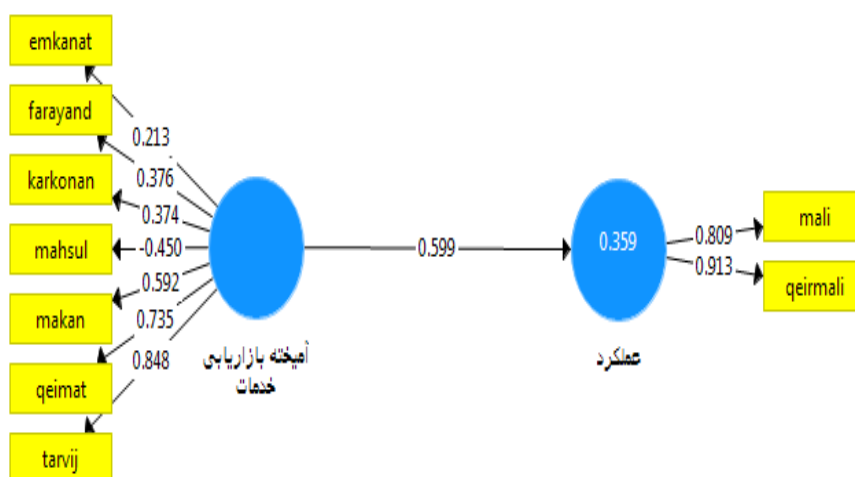 emkanat
farayand
karkonan
mahsul
makan
qeimat
tarvij
0.213
0.376
0.374
-0.450
0.592
0.735
0.848
آمیخته بازاریابی
خدمات
0.599
0.359
عملکرد
0.809
0.913
mali
qeirmali